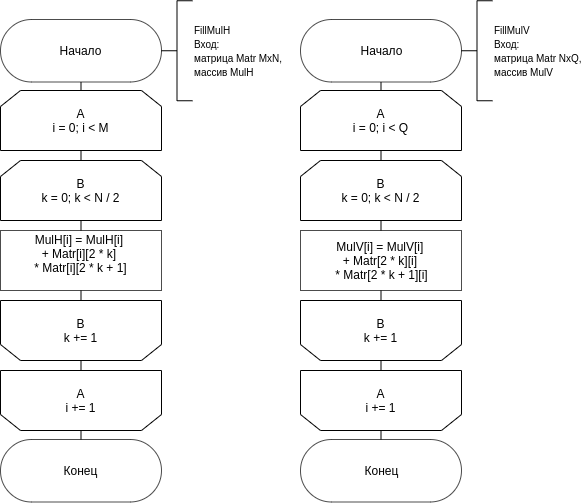 Начало
FillMulH
Вход:
матрица Matr MxN,
массив MulH
A
i = 0; i < M
B
k = 0; k < N / 2
MulH[i] = MulH[i]
+ Matr[i][2 * k]
* Matr[i][2 * k + 1]
B
k += 1
A
i += 1
Конец
Начало
FillMulV
Вход:
матрица Matr NxQ,
массив MulV
A
i = 0; i < Q
B
k = 0; k < N / 2
MulV[i] = MulV[i]
+ Matr[2 * k][i]
* Matr[2 * k + 1][i]
B
k += 1
A
i += 1
Конец